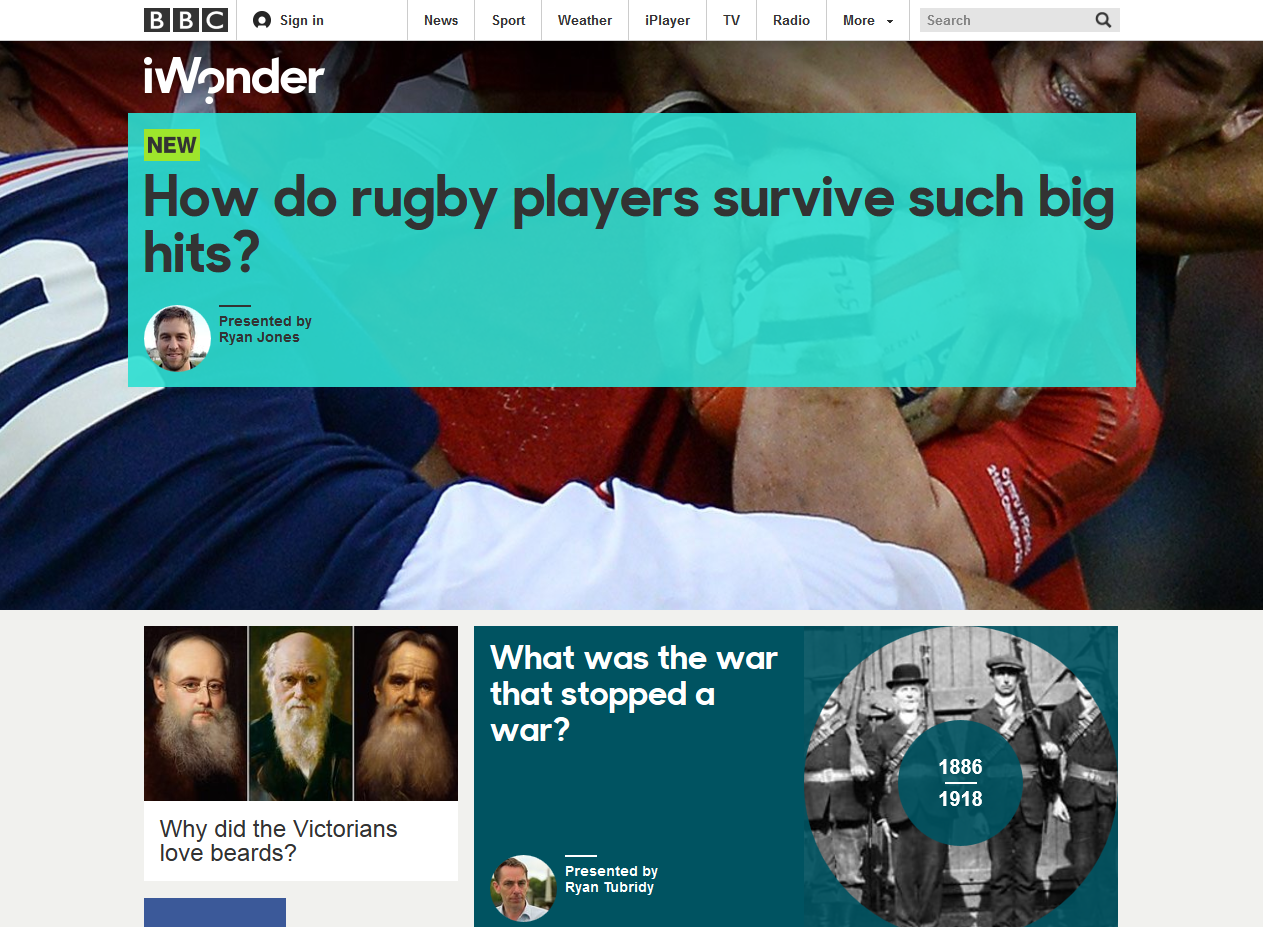 BBC
Sign in
News
Sport
Weather
iPlayer
TV
Radio
More
Search
iWonder
NEW
How do rugby players survive such big
hits?
Presented by
Ryan Jones
Why did the Victorians
love beards?
What was the war
that stopped a
war?
1886
1918
Presented by
Ryan Tubridy